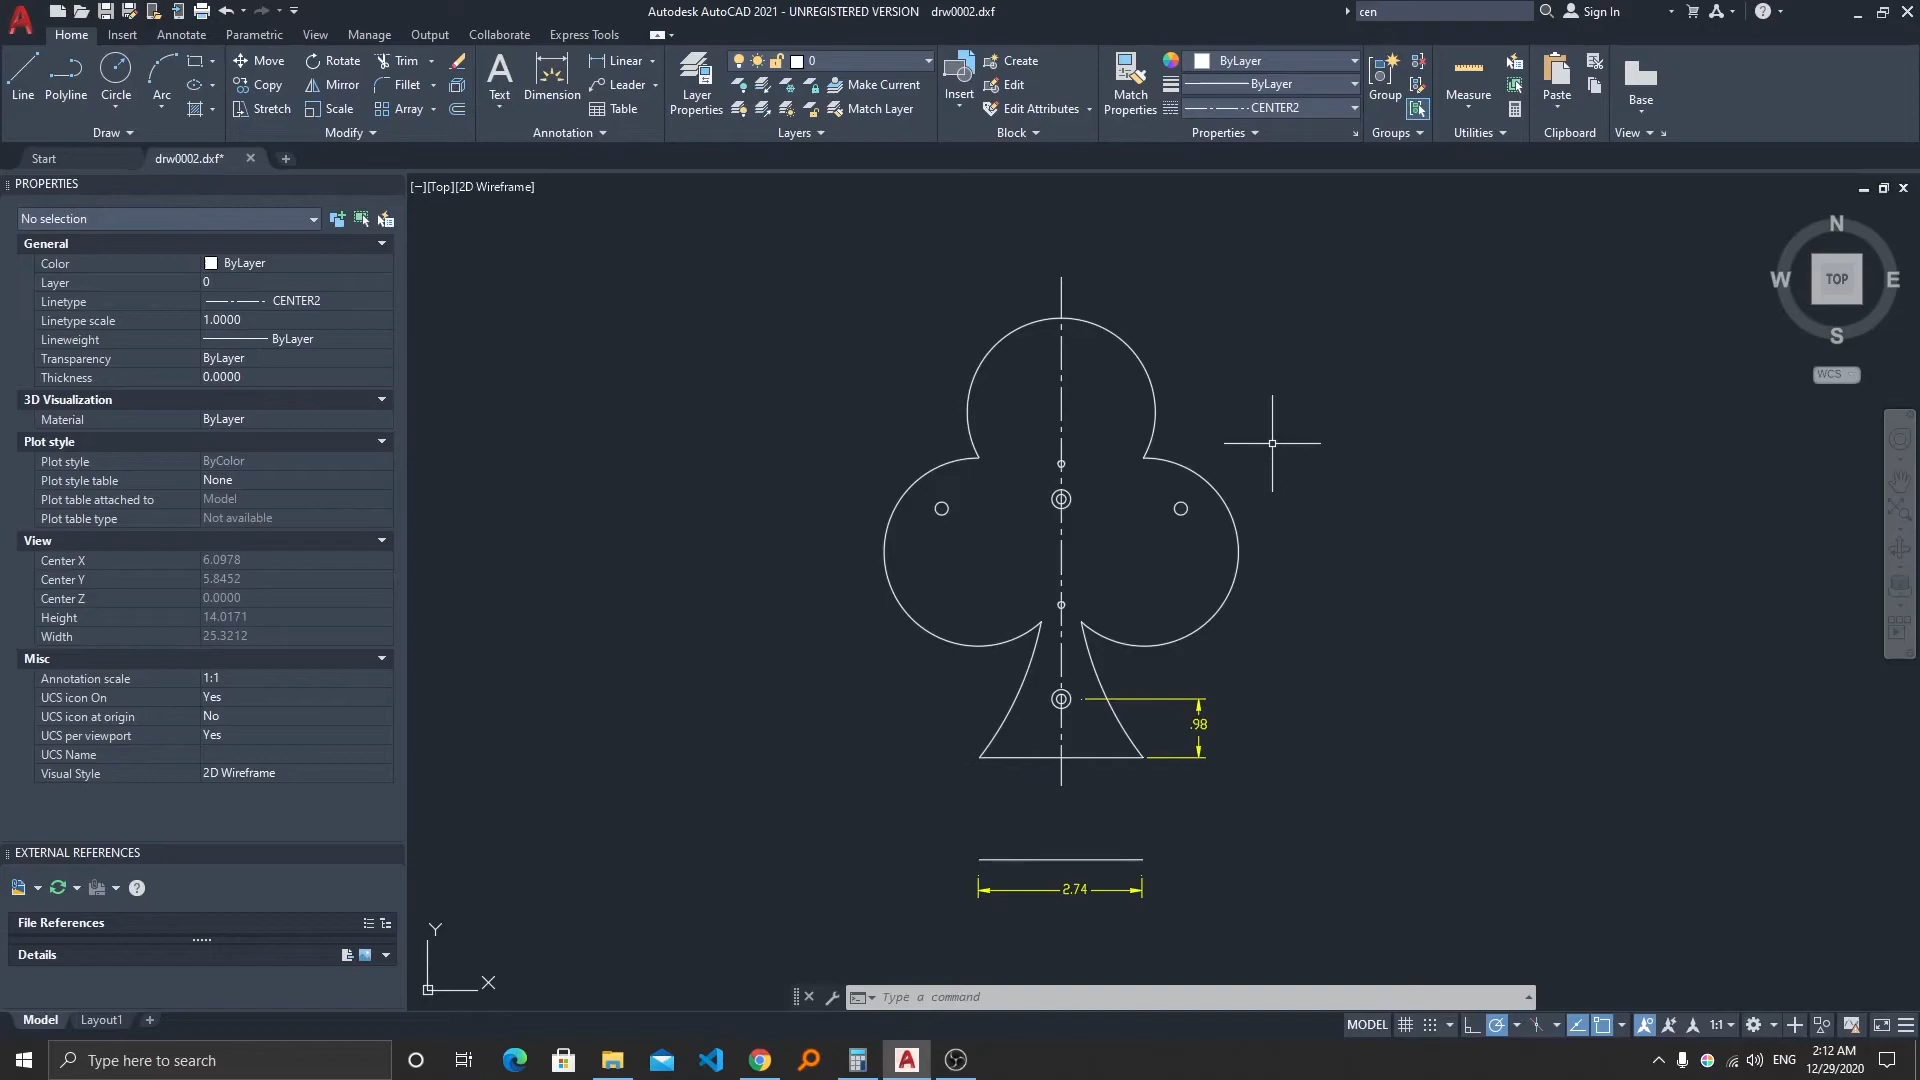 Autodesk AutoCAD 2021 - UNREGISTERED VERSION drw0002.dxf
cen
Sign In
Home Insert Annotate Parametric View Manage Output Collaborate Express Tools
Line Polyline Circle Arc
Draw
Move Rotate Trim
Copy Mirror Fillet
Stretch Scale Array
Modify
Text Dimension
Linear
Leader
Table
Annotation
Layer Properties
0
Make Current
Match Layer
Layers
Insert
Create
Edit
Edit Attributes
Block
Match Properties
ByLayer
ByLayer
CENTER2
Properties
Group
Groups
Measure
Utilities
Paste
Clipboard
Base
View
Start drw0002.dxf*
PROPERTIES
No selection
General
Color ByLayer
Layer 0
Linetype CENTER2
Linetype scale 1.0000
Lineweight ByLayer
Transparency ByLayer
Thickness 0.0000
3D Visualization
Material ByLayer
Plot style
Plot style ByColor
Plot style table None
Plot table attached to Model
Plot table type Not available
View
Center X 6.0978
Center Y 5.8452
Center Z 0.0000
Height 14.0171
Width 25.3212
Misc
Annotation scale 1:1
UCS icon On Yes
UCS icon at origin No
UCS per viewport Yes
UCS Name
Visual Style 2D Wireframe
EXTERNAL REFERENCES
File References
Details
[−][Top][2D Wireframe]
N
W TOP E
S
WCS
.98
2.74
Y
X
Type a command
Model Layout1
MODEL 1:1
Type here to search
ENG
2:12 AM
12/29/2020